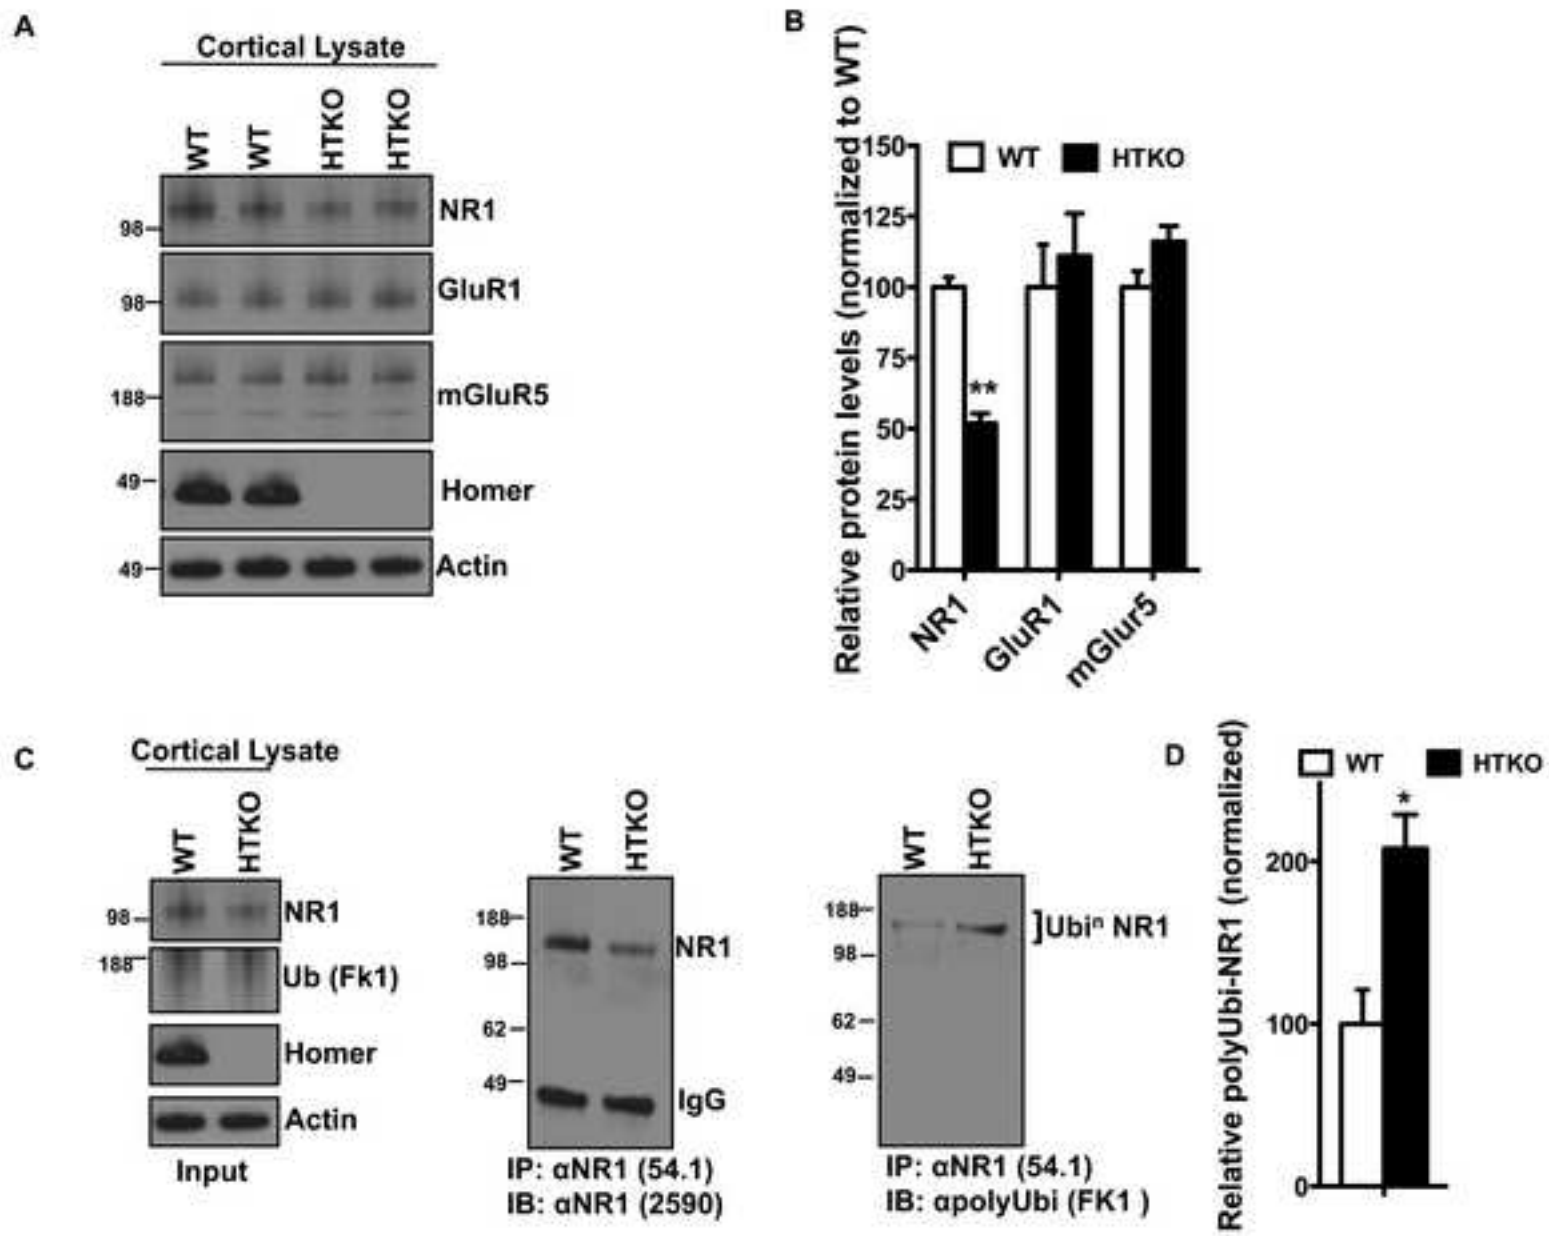 A
Cortical Lysate
WT
WT
HTKO
HTKO
98
NR1
98
GluR1
188
mGluR5
49
Homer
49
Actin
B
Relative protein levels (normalized to WT)
WT
HTKO
150
125
100
75
50
25
0
**
NR1
GluR1
mGlur5
C
Cortical Lysate
WT
HTKO
98
NR1
188
Ub (Fk1)
Homer
Actin
Input
WT
HTKO
188
NR1
98
62
49
IgG
IP: αNR1 (54.1)
IB: αNR1 (2590)
WT
HTKO
188
]Ubiⁿ NR1
98
62
49
IP: αNR1 (54.1)
IB: αpolyUbi (FK1 )
D
Relative polyUbi-NR1 (normalized)
WT
HTKO
*
200
100
0